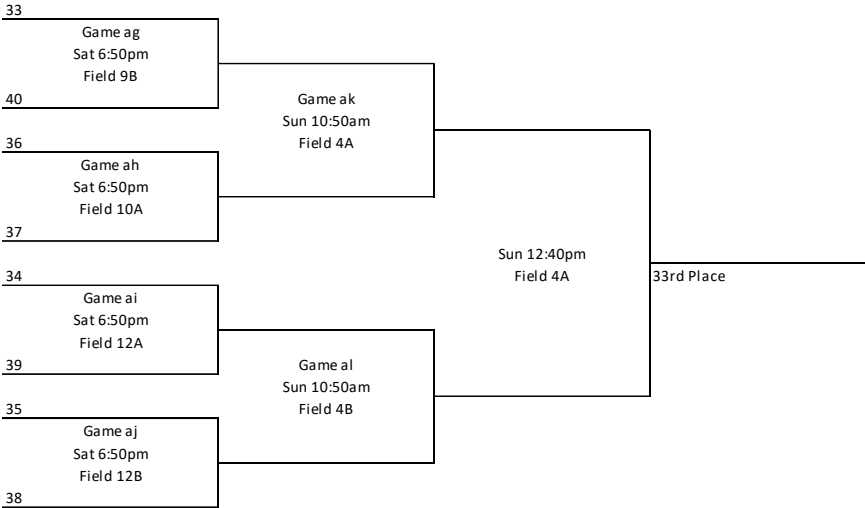 33
Game ag
Sat 6:50pm
Field 9B
40
Game ak
Sun 10:50am
Field 4A
36
Game ah
Sat 6:50pm
Field 10A
37
Sun 12:40pm
Field 4A
33rd Place
34
Game ai
Sat 6:50pm
Field 12A
39
Game al
Sun 10:50am
Field 4B
35
Game aj
Sat 6:50pm
Field 12B
38